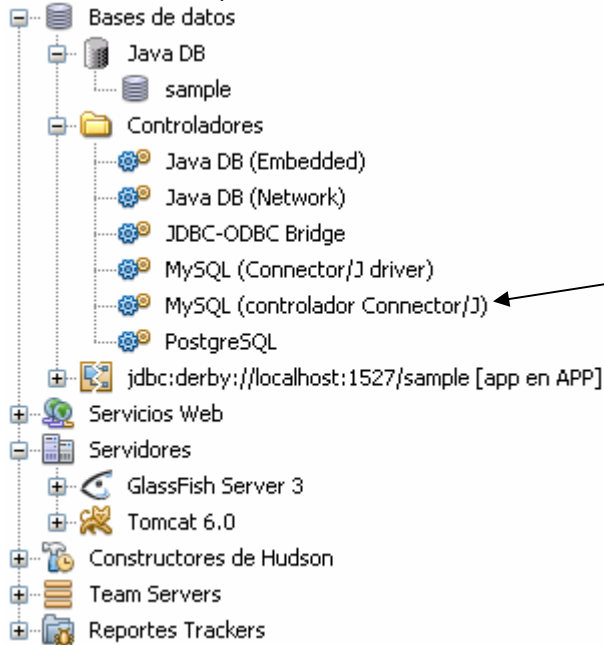 Bases de datos
Java DB
sample
Controladores
Java DB (Embedded)
Java DB (Network)
JDBC-ODBC Bridge
MySQL (Connector/J driver)
MySQL (controlador Connector/J)
PostgreSQL
jdbc:derby://localhost:1527/sample [app en APP]
Servicios Web
Servidores
GlassFish Server 3
Tomcat 6.0
Constructores de Hudson
Team Servers
Reportes Trackers